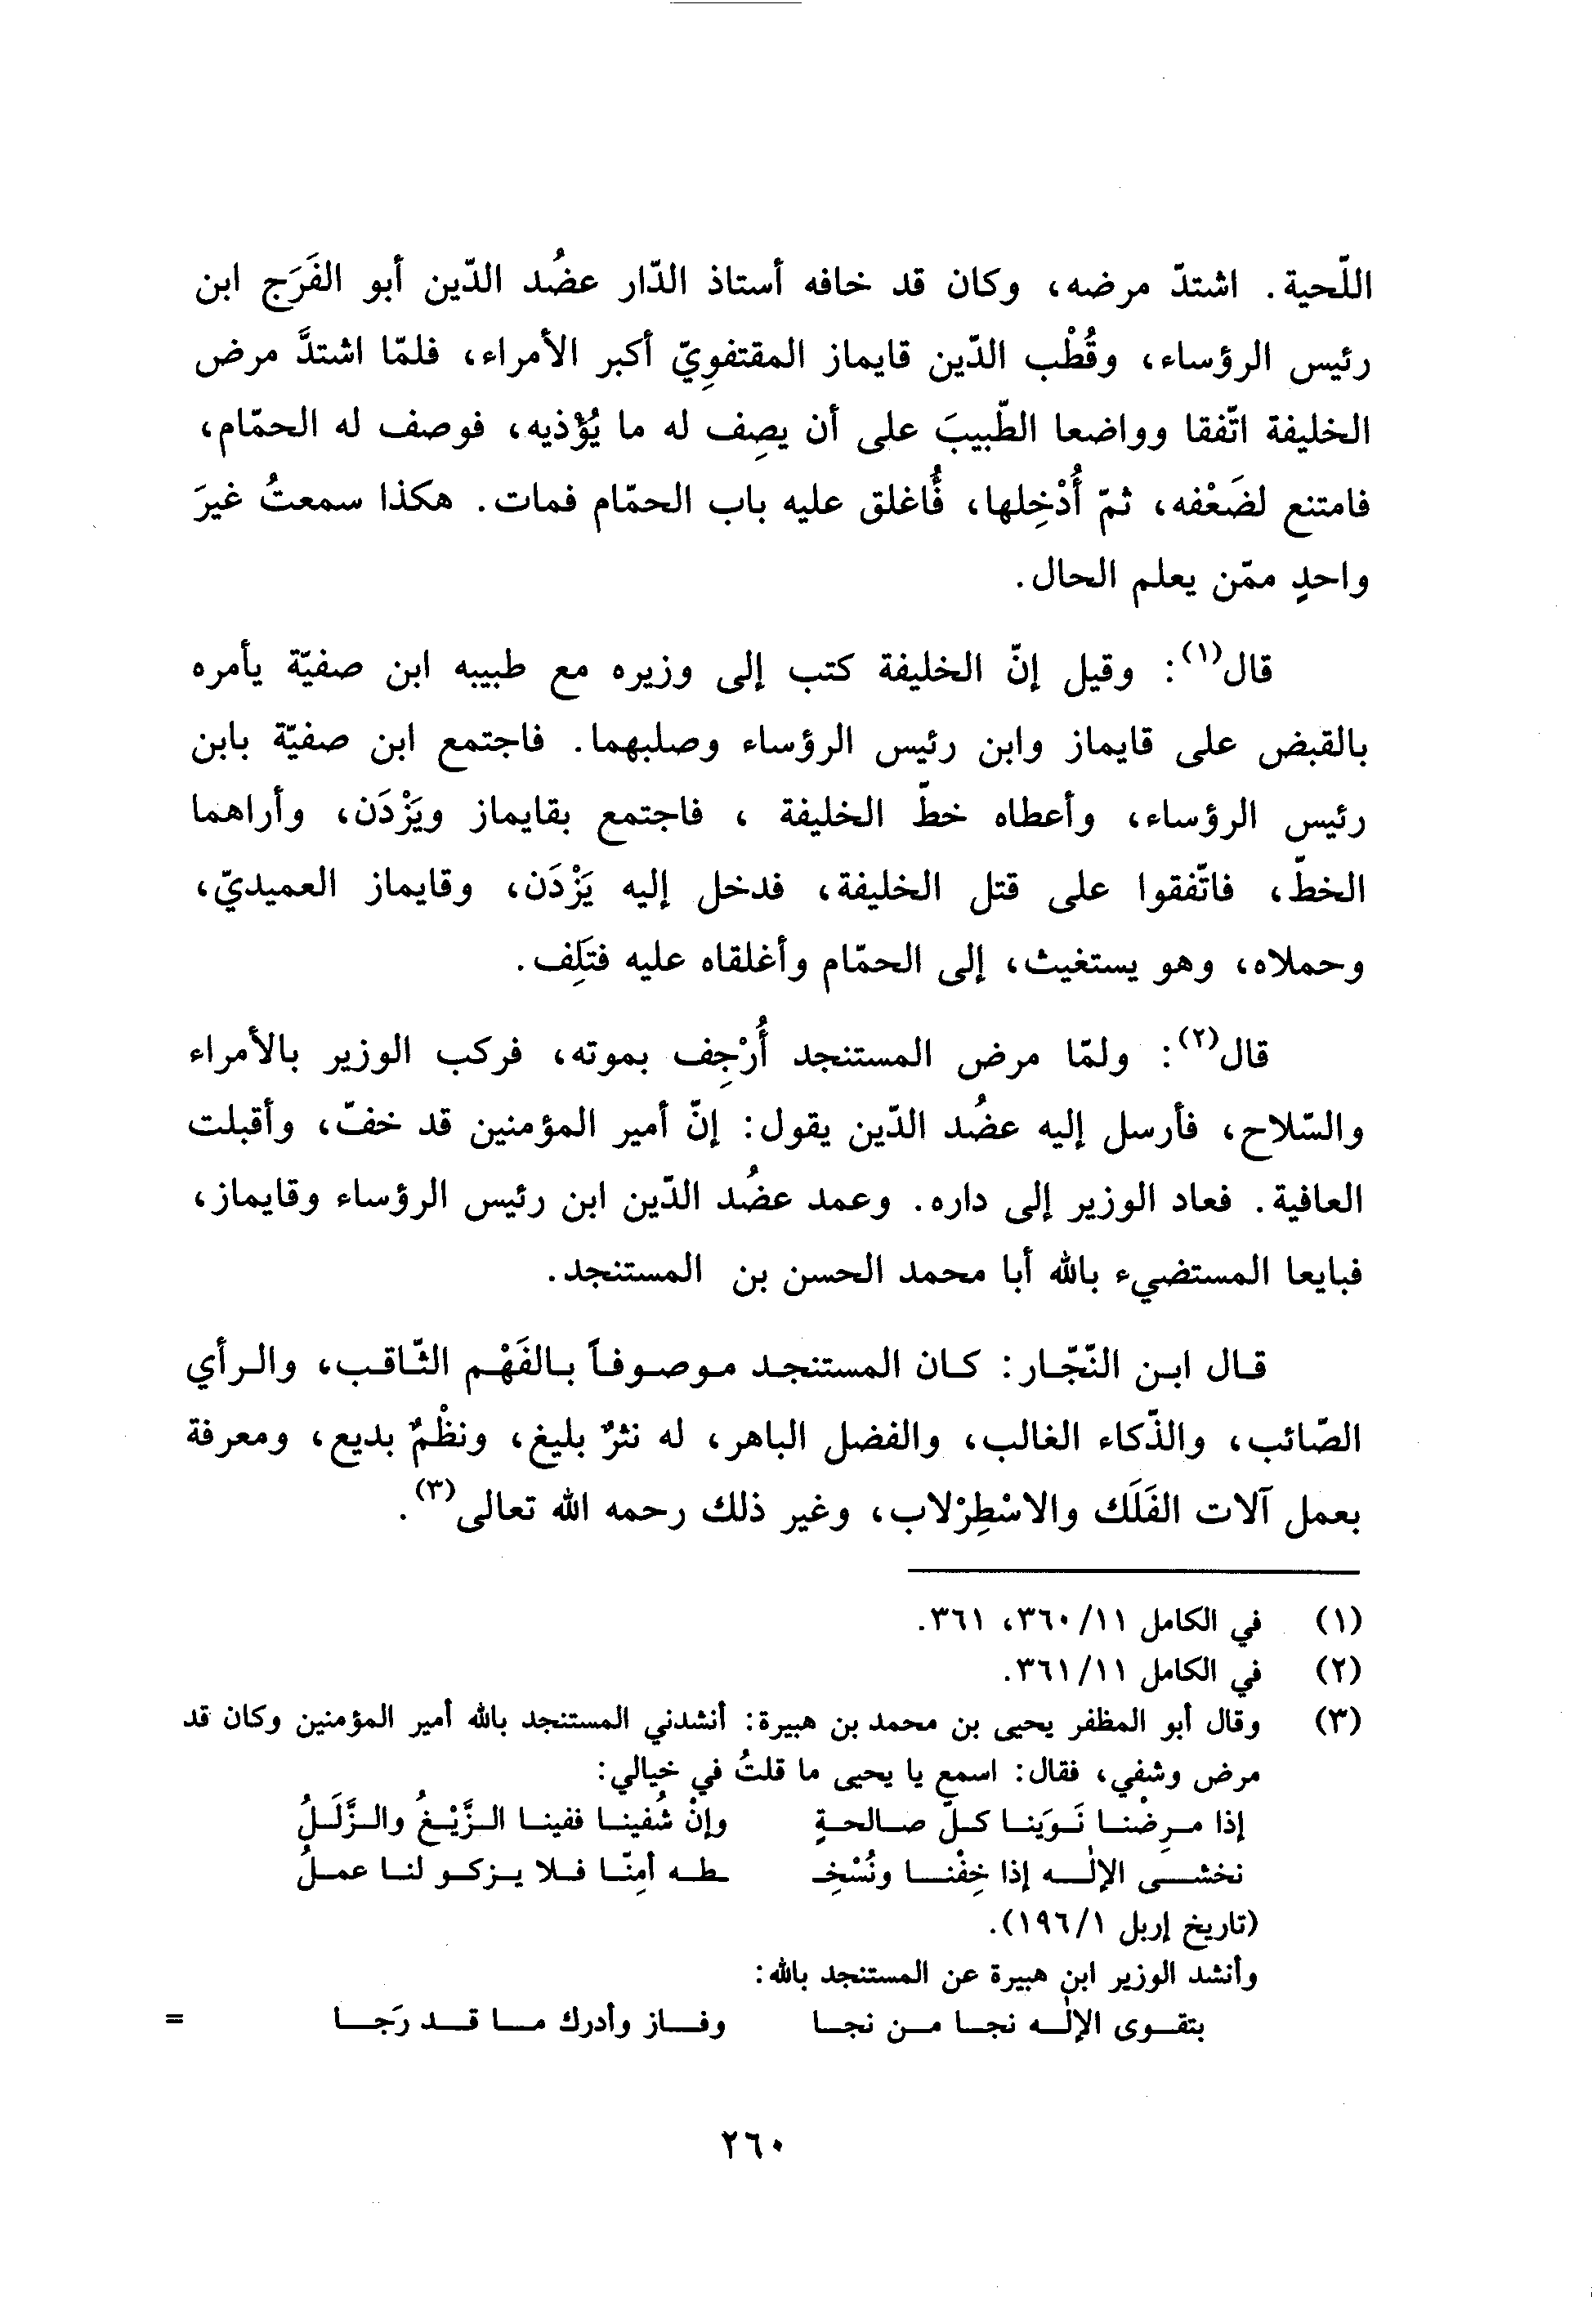 اللّحية. اشتدّ مرضه، وكان قد خافه أستاذ الدّار عضُد الدّين أبو الفَرَج ابن
رئيس الرؤساء، وقُطْب الدّين قايماز المقتفوِيّ أكبر الأمراء، فلمّا اشتدَّ مرض
الخليفة اتّفقا وواضعا الطّبيبَ على أن يصِف له ما يُؤذيه، فوصف له الحمّام،
فامتنع لضَعْفه، ثمّ أُدْخِلها، فأُغلق عليه باب الحمّام فمات. هكذا سمعتُ غيرَ
واحدٍ ممّن يعلم الحال.
قال(١): وقيل إنّ الخليفة كتب إلى وزيره مع طبيبه ابن صفيّة يأمره
بالقبض على قايماز وابن رئيس الرؤساء وصلبهما. فاجتمع ابن صفيّة بابن
رئيس الرؤساء، وأعطاه خطّ الخليفة ، فاجتمع بقايماز ويَزْدَن، وأراهما
الخطّ، فاتّفقوا على قتل الخليفة، فدخل إليه يَزْدَن، وقايماز العميديّ،
وحملاه، وهو يستغيث، إلى الحمّام وأغلقاه عليه فتَلِف.
قال(٢): ولمّا مرض المستنجد أُرْجِف بموته، فركب الوزير بالأمراء
والسّلاح، فأرسل إليه عضُد الدّين يقول: إنّ أمير المؤمنين قد خفّ، وأقبلت
العافية. فعاد الوزير إلى داره. وعمد عضُد الدّين ابن رئيس الرؤساء وقايماز،
فبايعا المستضيء بالله أبا محمد الحسن بن المستنجد.
قال ابن النّجّار: كان المستنجد موصوفاً بالفَهْم الثّاقب، والرأي
الصّائب، والذّكاء الغالب، والفضل الباهر، له نثرٌ بليغ، ونظْمٌ بديع، ومعرفة
بعمل آلات الفَلَك والاسْطِرْلاب، وغير ذلك رحمه الله تعالى(٣).
(١) في الكامل ١١/ ٣٦٠، ٣٦١.
(٢) في الكامل ١١/ ٣٦١.
(٣) وقال أبو المظفر يحيى بن محمد بن هبيرة: أنشدني المستنجد بالله أمير المؤمنين وكان قد
مرض وشفي، فقال: اسمع يا يحيى ما قلتُ في خيالي:
إذا مرِضْنا نَوَينا كلّ صالحةٍ وإنْ شُفينا ففينا الزَّيْغُ والزَّلَلُ
نخشى الإلٰه إذا خِفْنا ونُسْخِـ ـطه أمِنّا فلا يزكو لنا عملُ
(تاريخ إربل ١/ ١٩٦).
وأنشد الوزير ابن هبيرة عن المستنجد بالله:
بتقوى الإلٰه نجا من نجا وفاز وأدرك ما قد رَجا =
٢٦٠